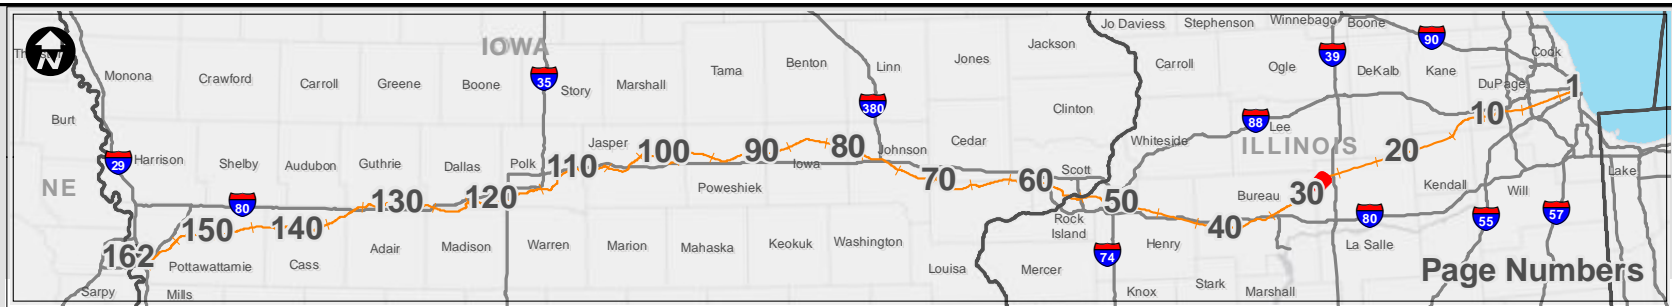 Jo Daviess Stephenson Winnebago Boone
IOWA
Jackson
90
39
Cook
Th
N
Monona Crawford Carroll Greene Boone 35 Story Marshall Tama Benton Linn Jones Carroll Ogle DeKalb Kane
DuPage 1
Burt
380
Clinton
88 Lee
10
Whiteside
ILLINOIS
20
29 Harrison Shelby Audubon Guthrie Dallas Polk Jasper 100 90 80 Johnson Cedar
110
Iowa
NE
80
130
120
Poweshiek
70
60
Scott
50
Bureau 30
Kendall Will Lake
150
140
Rock
Island
40
80
55
57
162
Pottawattamie Cass Adair Madison Warren Marion Mahaska Keokuk Washington Louisa Mercer 74 Henry Stark La Salle
Sarpy Mills Knox Marshall
Page Numbers